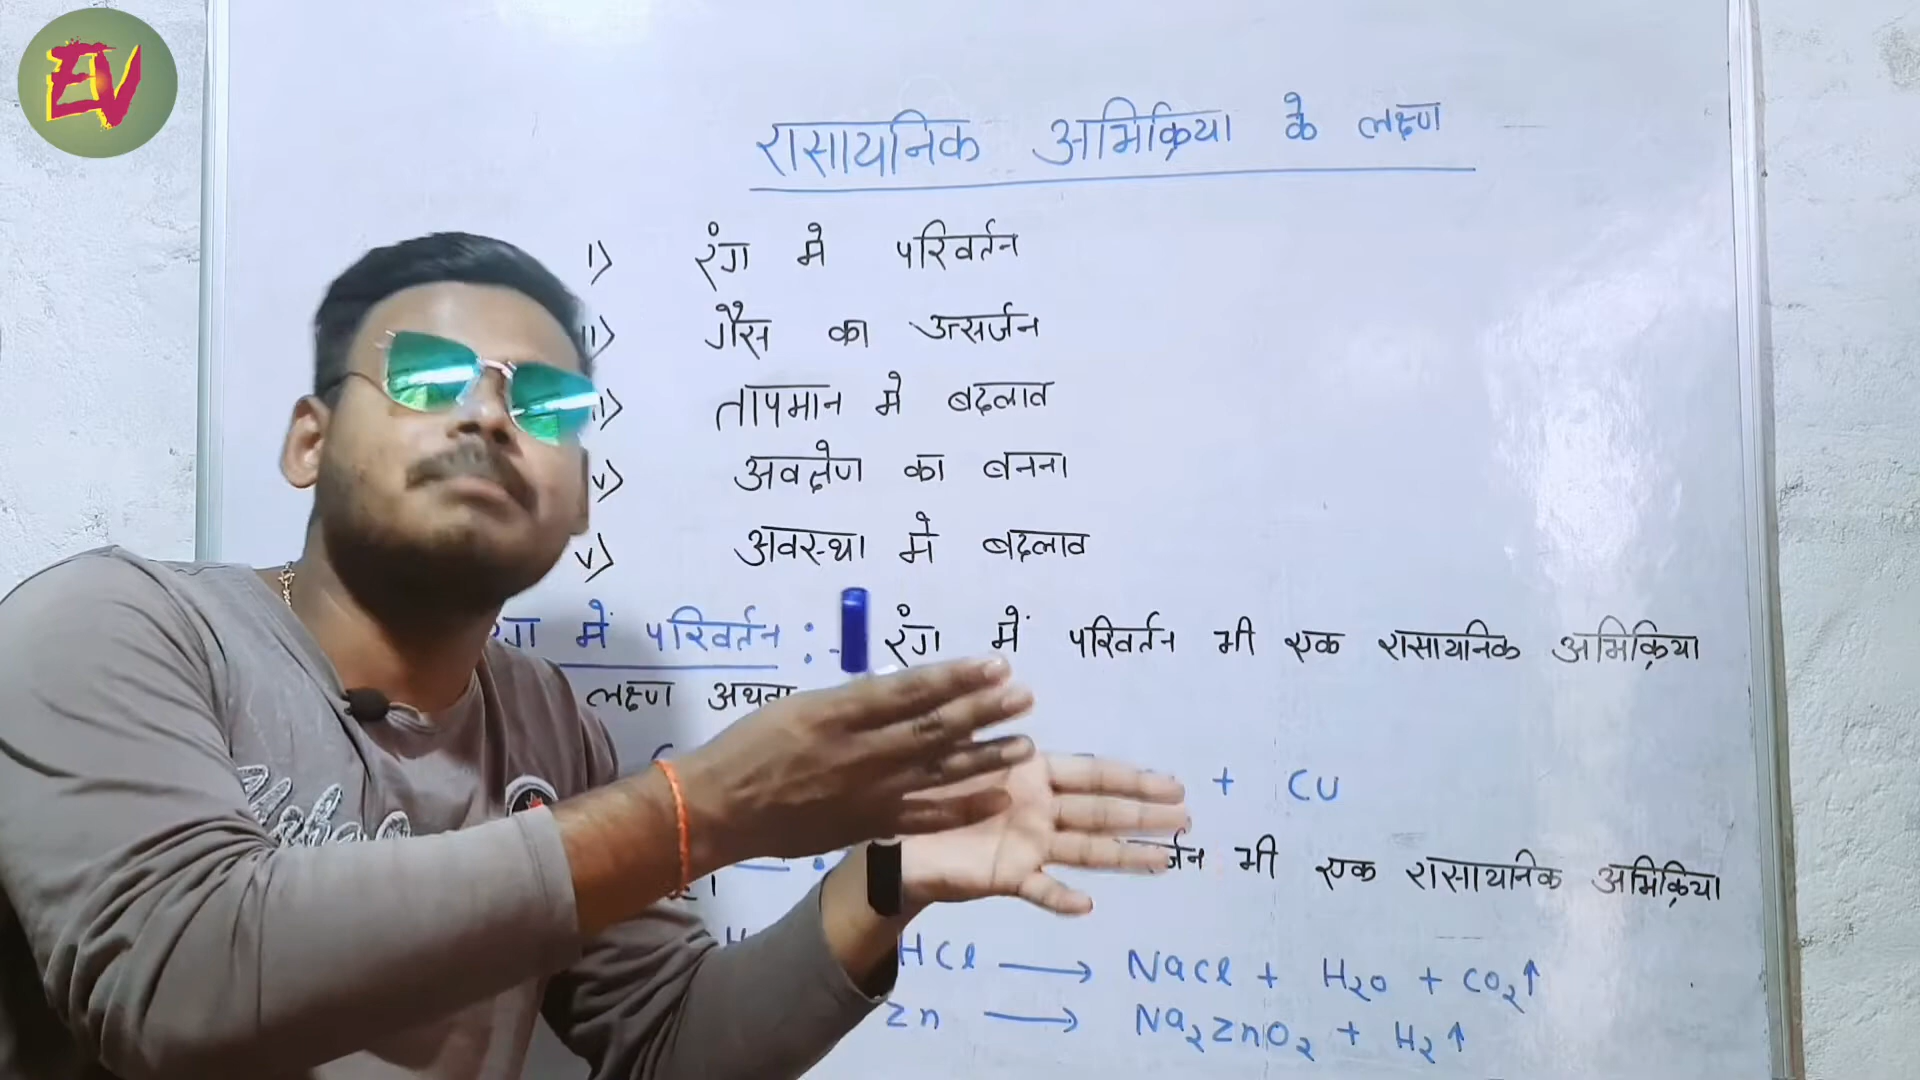 EV
रासायनिक अभिक्रिया के लक्ष्ण
i) रंग मे परिवर्तन
गैस का उत्सर्जन
तापमान मे बदलाव
अवक्षेण का बनना
v) अवस्था मे बदलाव
में परिवर्तन :- रंग में परिवर्तन भी एक रासायनिक अभिक्रिया
लक्ष्ण अथवा
+ Cu
भी एक रासायनिक अभिक्रिया
HCl ⟶ NaCl + H₂O + CO₂↑
Zn ⟶ Na₂ZnO₂ + H₂↑